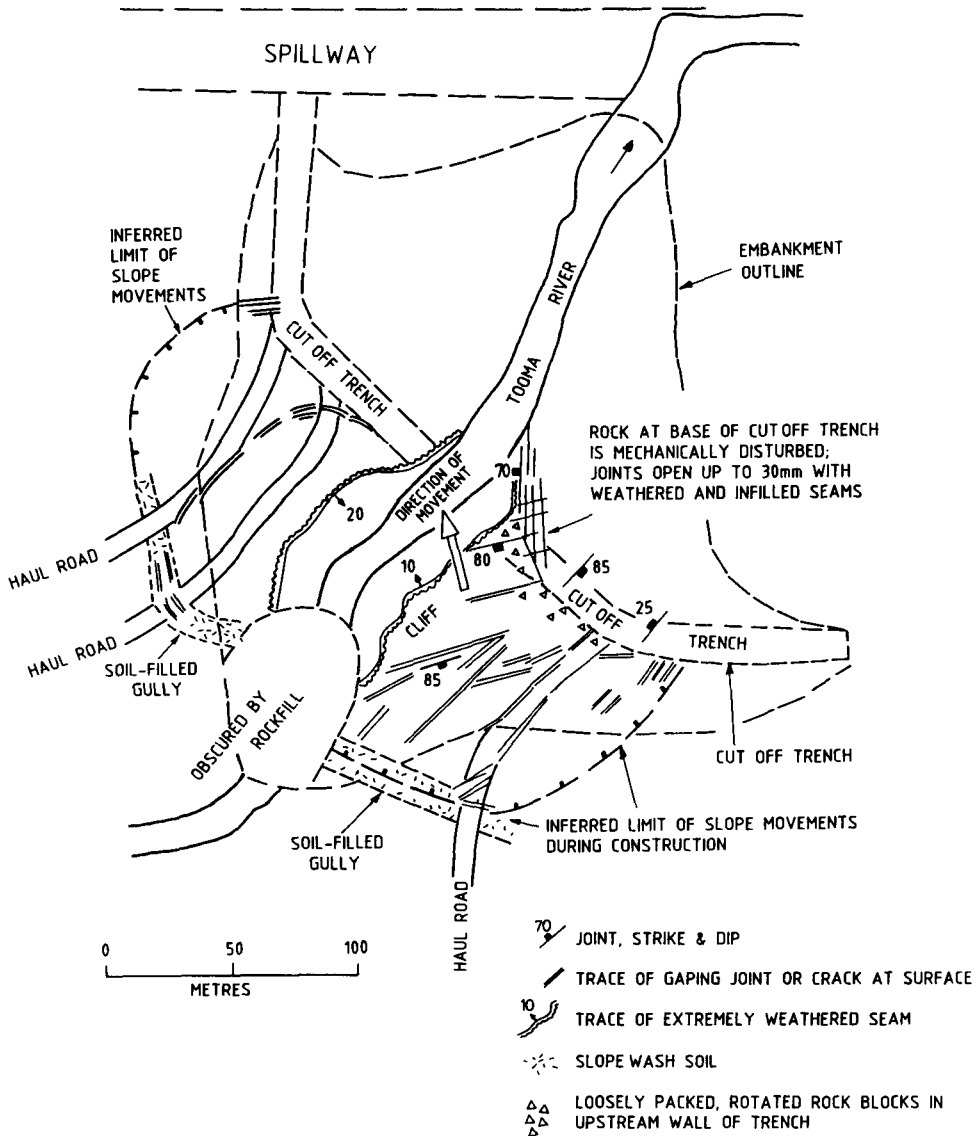 SPILLWAY
INFERRED
LIMIT OF
SLOPE
MOVEMENTS
EMBANKMENT
OUTLINE
CUT OFF TRENCH
TOOMA RIVER
ROCK AT BASE OF CUTOFF TRENCH
IS MECHANICALLY DISTURBED;
JOINTS OPEN UP TO 30mm WITH
WEATHERED AND INFILLED SEAMS
70
DIRECTION OF
MOVEMENT
20
HAUL ROAD
80
85
10
CUT OFF
25
TRENCH
CLIFF
HAUL ROAD
SOIL-FILLED
GULLY
85
OBSCURED BY
ROCKFILL
CUT OFF TRENCH
SOIL-FILLED
GULLY
INFERRED LIMIT OF SLOPE MOVEMENTS
DURING CONSTRUCTION
HAUL ROAD
0 50 100
METRES
70 JOINT, STRIKE & DIP
TRACE OF GAPING JOINT OR CRACK AT SURFACE
10 TRACE OF EXTREMELY WEATHERED SEAM
SLOPE WASH SOIL
LOOSELY PACKED, ROTATED ROCK BLOCKS IN
UPSTREAM WALL OF TRENCH